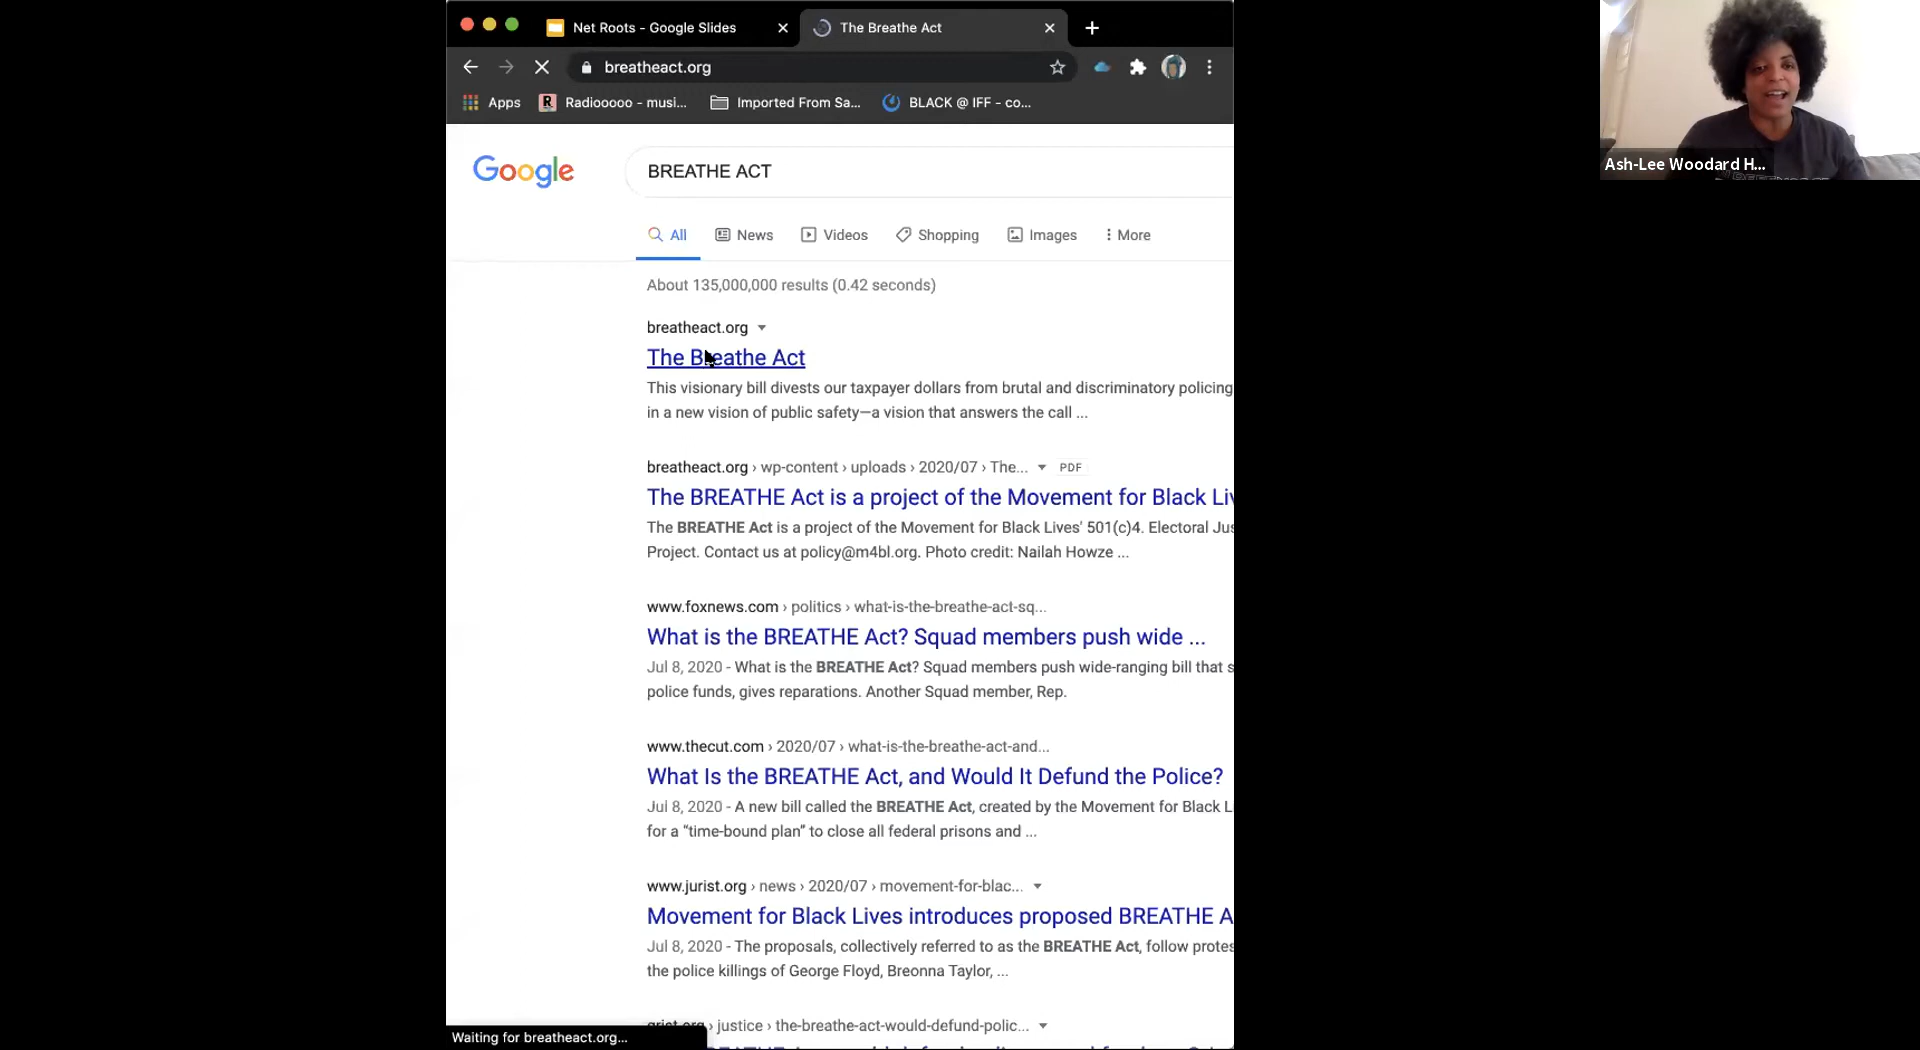 Net Roots - Google Slides
The Breathe Act
breatheact.org
Apps
Radiooooo - musi...
Imported From Sa...
BLACK @ IFF - co...
Google
BREATHE ACT
All
News
Videos
Shopping
Images
More
About 135,000,000 results (0.42 seconds)
breatheact.org
The Breathe Act
This visionary bill divests our taxpayer dollars from brutal and discriminatory policing
in a new vision of public safety—a vision that answers the call ...
breatheact.org › wp-content › uploads › 2020/07 › The... PDF
The BREATHE Act is a project of the Movement for Black Liv
The BREATHE Act is a project of the Movement for Black Lives' 501(c)4. Electoral Jus
Project. Contact us at policy@m4bl.org. Photo credit: Nailah Howze ...
www.foxnews.com › politics › what-is-the-breathe-act-sq...
What is the BREATHE Act? Squad members push wide ...
Jul 8, 2020 - What is the BREATHE Act? Squad members push wide-ranging bill that s
police funds, gives reparations. Another Squad member, Rep.
www.thecut.com › 2020/07 › what-is-the-breathe-act-and...
What Is the BREATHE Act, and Would It Defund the Police?
Jul 8, 2020 - A new bill called the BREATHE Act, created by the Movement for Black L
for a “time-bound plan” to close all federal prisons and ...
www.jurist.org › news › 2020/07 › movement-for-blac...
Movement for Black Lives introduces proposed BREATHE A
Jul 8, 2020 - The proposals, collectively referred to as the BREATHE Act, follow protes
the police killings of George Floyd, Breonna Taylor, ...
grist.org › justice › the-breathe-act-would-defund-polic...
Waiting for breatheact.org...
Ash-Lee Woodard H...